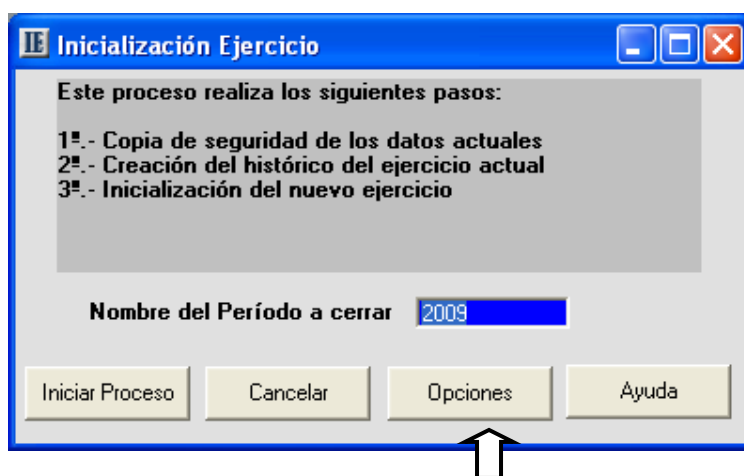 IE Inicialización Ejercicio
Este proceso realiza los siguientes pasos:
1º.- Copia de seguridad de los datos actuales
2º.- Creación del histórico del ejercicio actual
3º.- Inicialización del nuevo ejercicio
Nombre del Período a cerrar 2009
Iniciar Proceso Cancelar Opciones Ayuda